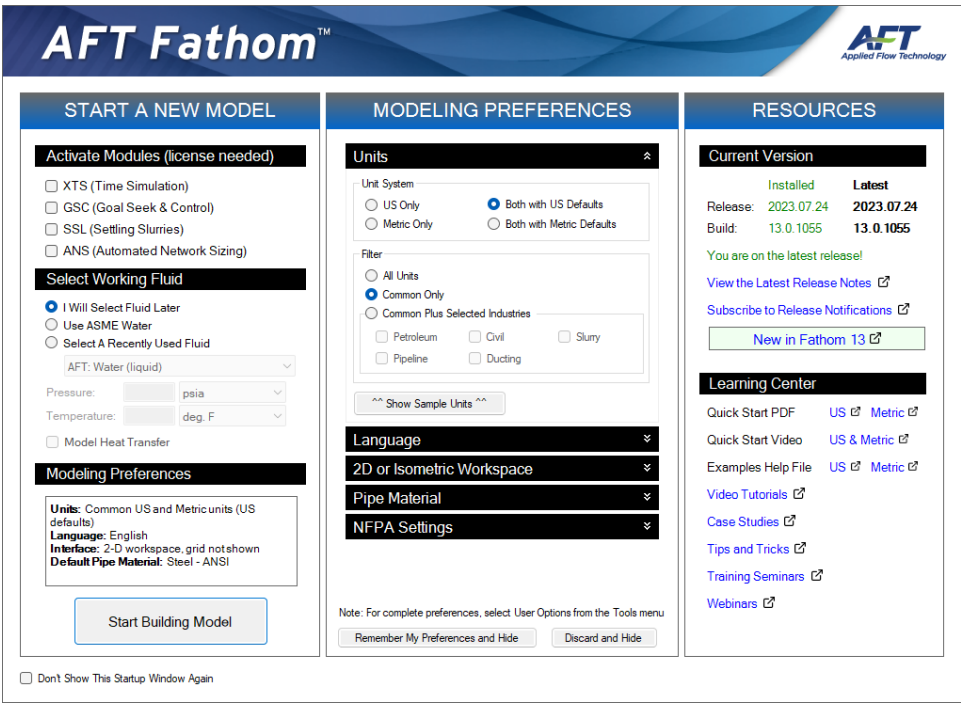 AFT Fathom™
AFT
Applied Flow Technology
START A NEW MODEL
Activate Modules (license needed)
XTS (Time Simulation)
GSC (Goal Seek & Control)
SSL (Settling Slurries)
ANS (Automated Network Sizing)
Select Working Fluid
I Will Select Fluid Later
Use ASME Water
Select A Recently Used Fluid
AFT: Water (liquid)
Pressure: psia
Temperature: deg. F
Model Heat Transfer
Modeling Preferences
Units: Common US and Metric units (US
defaults)
Language: English
Interface: 2-D workspace, grid not shown
Default Pipe Material: Steel - ANSI
Start Building Model
Don't Show This Startup Window Again
MODELING PREFERENCES
Units
Unit System
US Only Both with US Defaults
Metric Only Both with Metric Defaults
Filter
All Units
Common Only
Common Plus Selected Industries
Petroleum Civil Slurry
Pipeline Ducting
^^ Show Sample Units ^^
Language
2D or Isometric Workspace
Pipe Material
NFPA Settings
Note: For complete preferences, select User Options from the Tools menu
Remember My Preferences and Hide Discard and Hide
RESOURCES
Current Version
Installed Latest
Release: 2023.07.24 2023.07.24
Build: 13.0.1055 13.0.1055
You are on the latest release!
View the Latest Release Notes
Subscribe to Release Notifications
New in Fathom 13
Learning Center
Quick Start PDF US Metric
Quick Start Video US & Metric
Examples Help File US Metric
Video Tutorials
Case Studies
Tips and Tricks
Training Seminars
Webinars